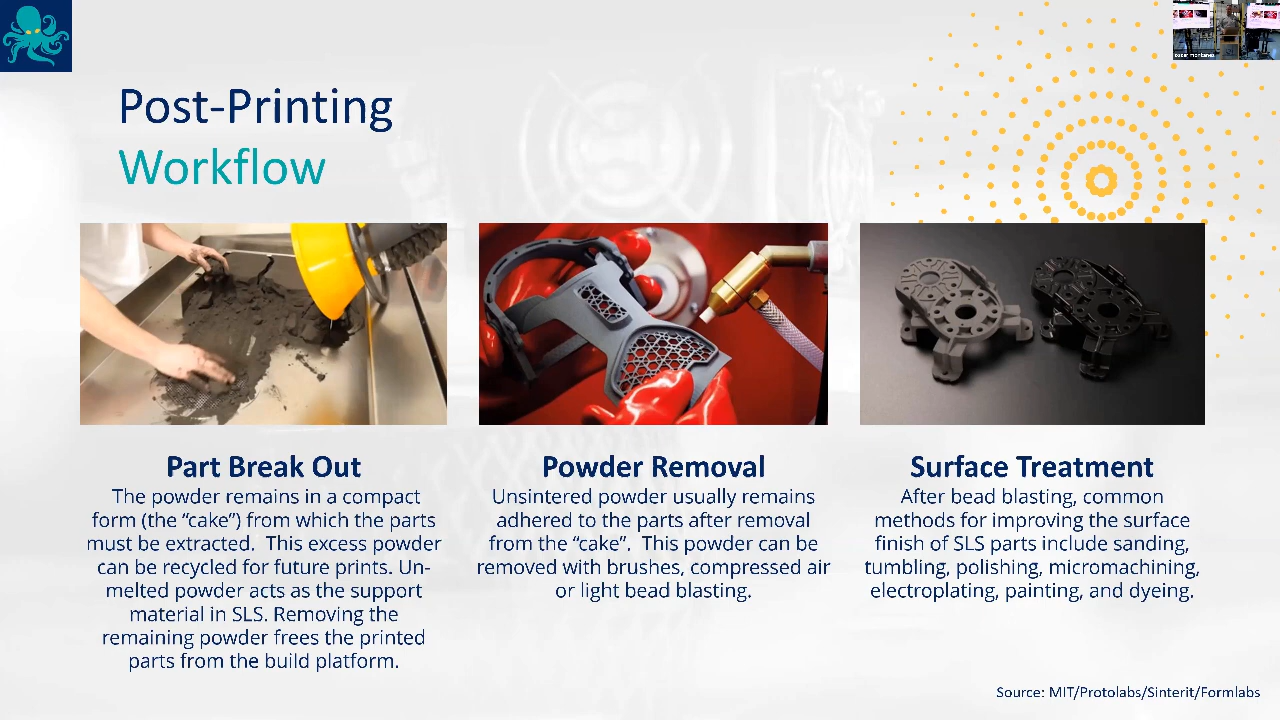 Post-Printing
Workflow
Part Break Out
The powder remains in a compact
form (the “cake”) from which the parts
must be extracted.  This excess powder
can be recycled for future prints. Un-
melted powder acts as the support
material in SLS. Removing the
remaining powder frees the printed
parts from the build platform.
Powder Removal
Unsintered powder usually remains
adhered to the parts after removal
from the “cake”.  This powder can be
removed with brushes, compressed air
or light bead blasting.
Surface Treatment
After bead blasting, common
methods for improving the surface
finish of SLS parts include sanding,
tumbling, polishing, micromachining,
electroplating, painting, and dyeing.
Source: MIT/Protolabs/Sinterit/Formlabs